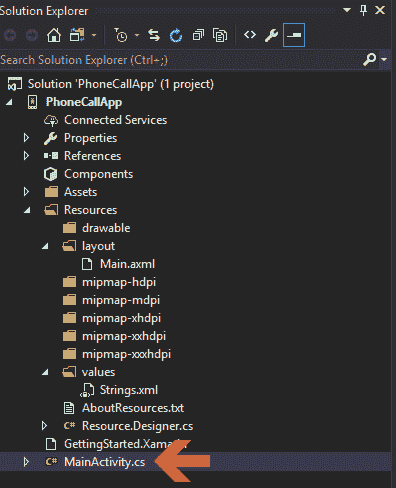 Solution Explorer
Search Solution Explorer (Ctrl+;)
Solution 'PhoneCallApp' (1 project)
PhoneCallApp
Connected Services
Properties
References
Components
Assets
Resources
drawable
layout
Main.axml
mipmap-hdpi
mipmap-mdpi
mipmap-xhdpi
mipmap-xxhdpi
mipmap-xxxhdpi
values
Strings.xml
AboutResources.txt
C# Resource.Designer.cs
GettingStarted.Xama
C# MainActivity.cs